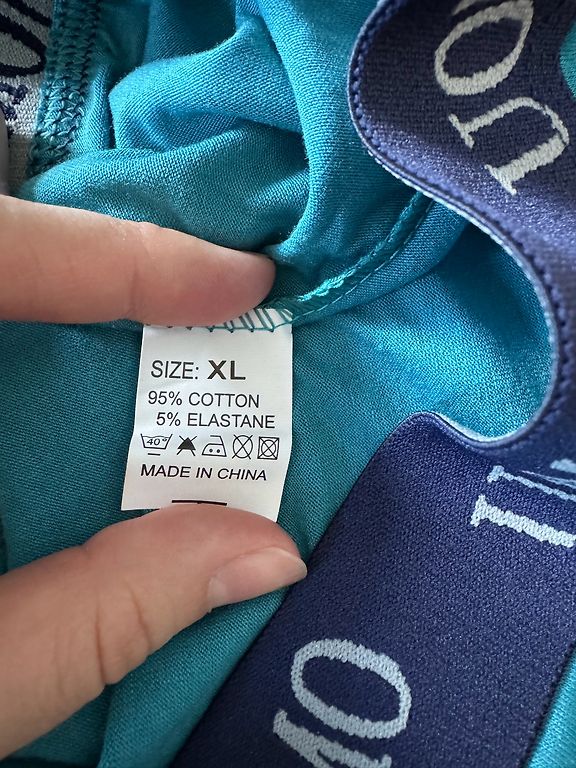 SIZE: XL
95% COTTON
5% ELASTANE
40°
MADE IN CHINA